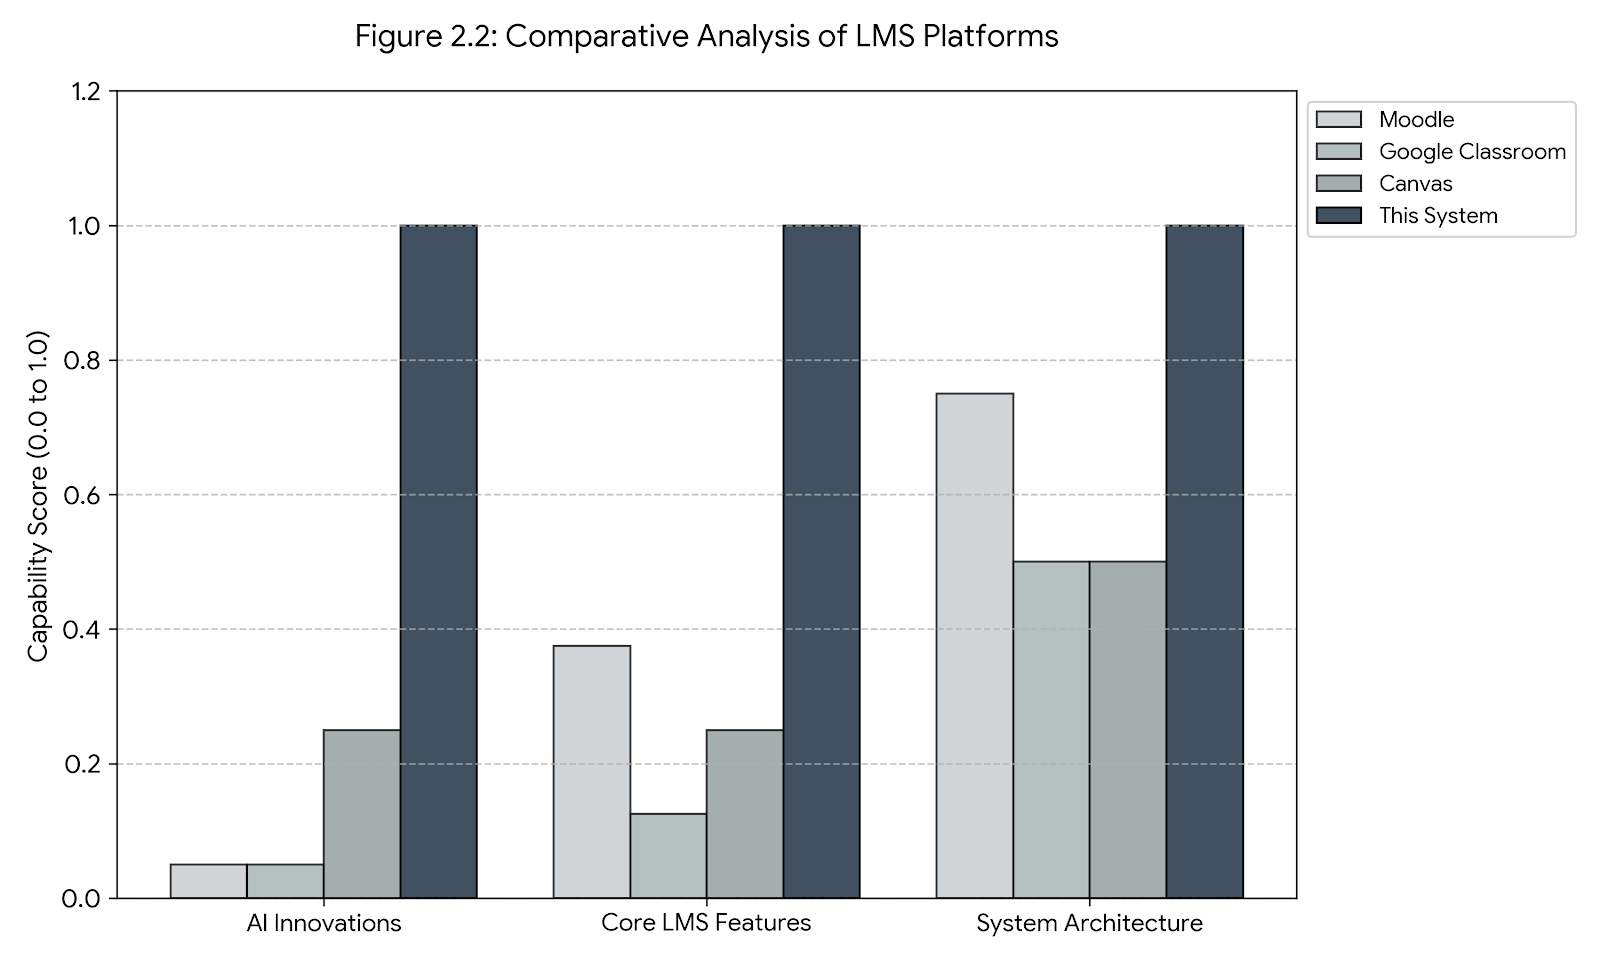 Figure 2.2: Comparative Analysis of LMS Platforms
1.2
1.0
0.8
0.6
0.4
0.2
0.0
Capability Score (0.0 to 1.0)
AI Innovations
Core LMS Features
System Architecture
Moodle
Google Classroom
Canvas
This System